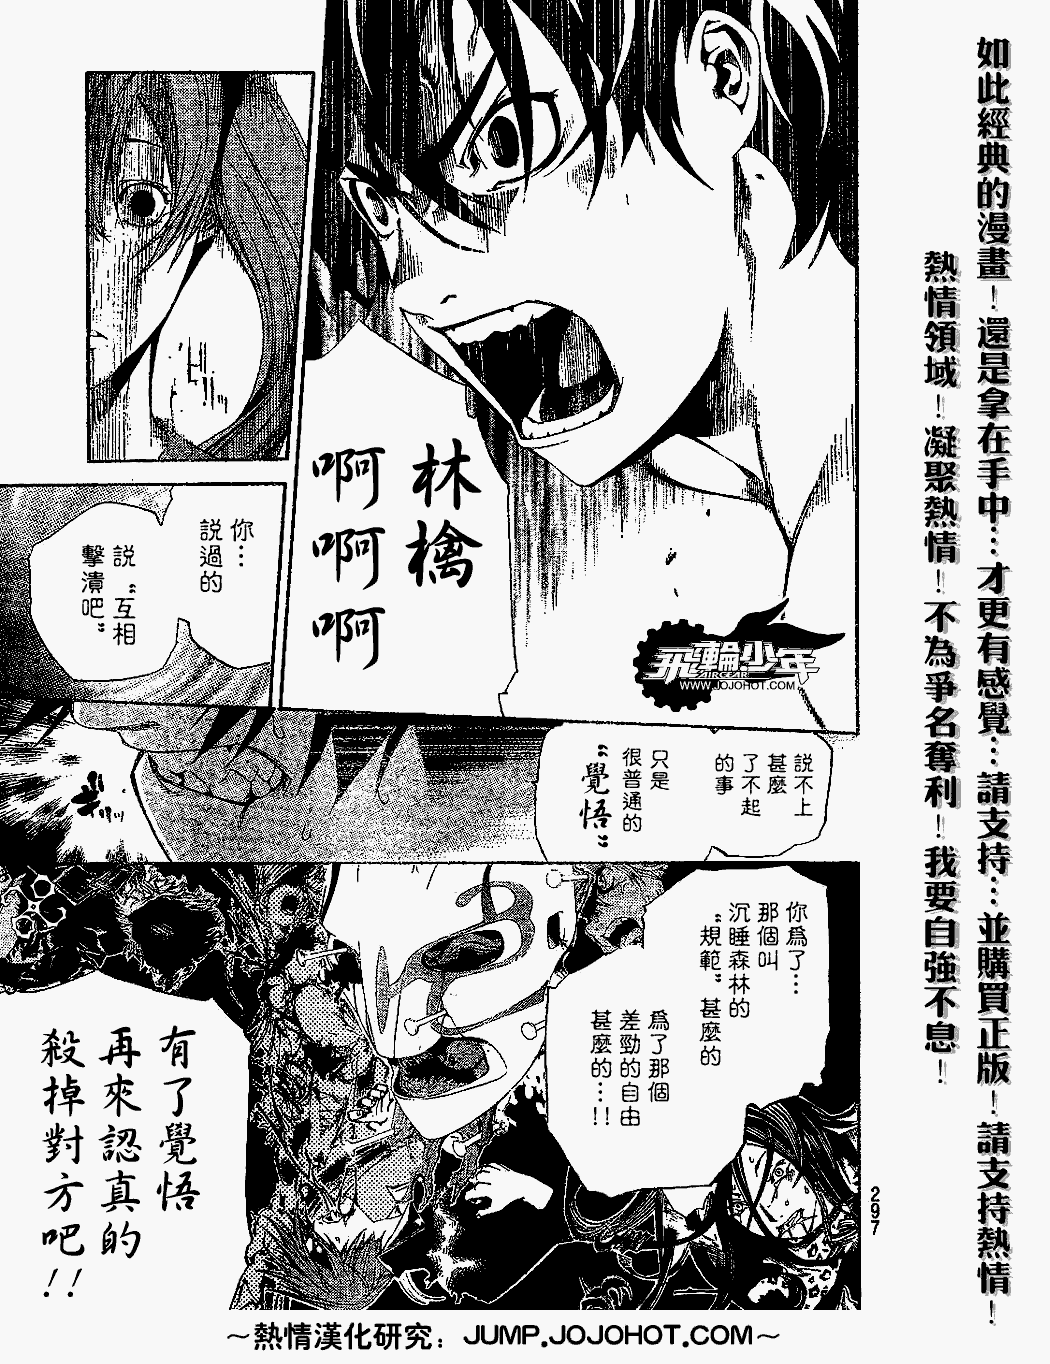 如此經典的漫畫！還是拿在手中…才更有感覺…請支持…並購買正版！請支持熱情！
熱情領域！凝聚熱情！不為爭名奪利！我要自強不息！
林檎
啊啊啊
飛輪少年
AIRGEAR
WWW.JOJOHOT.COM
你…
説過的
説“互相
擊潰吧”
説不上
甚麼
了不起
的事
只是
很普通的
“覺悟”
你爲了…
那個叫
沉睡森林的
“規範”甚麼的
爲了那個
差勁的自由
甚麼的…!!
有了覺悟
再來認真的
殺掉對方吧!!
297
～熱情漢化研究：JUMP.JOJOHOT.COM～